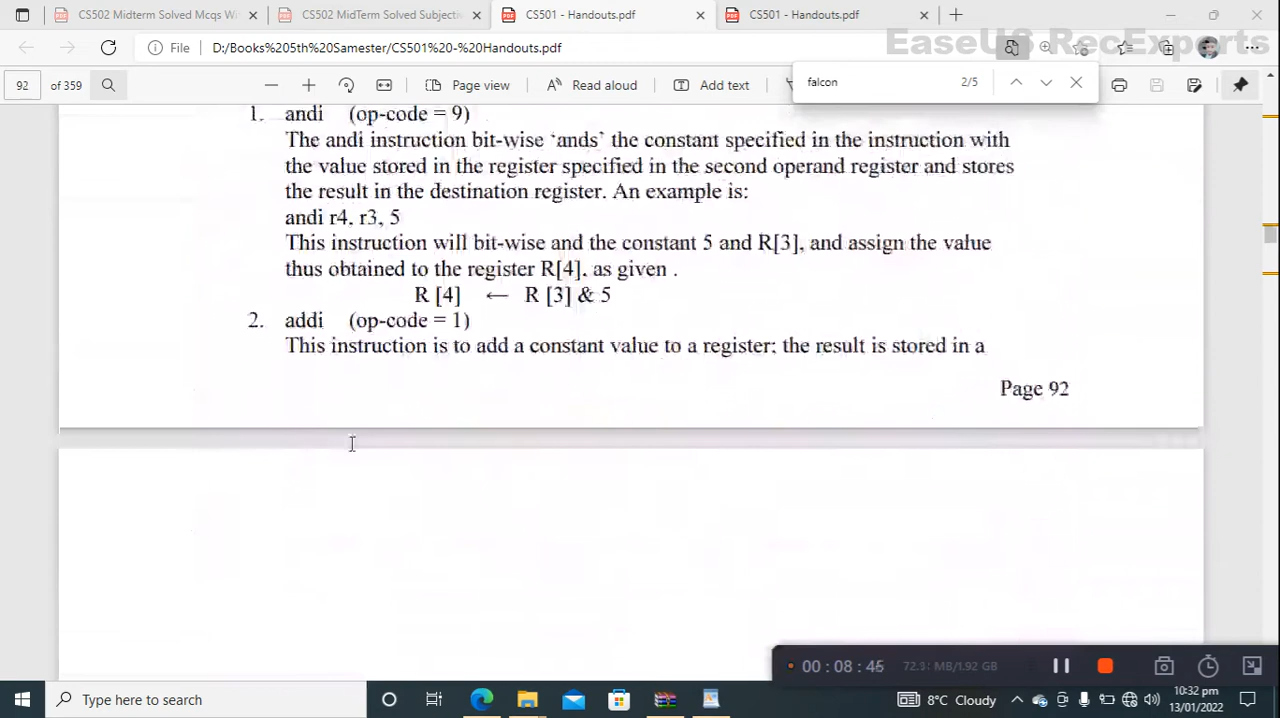 CS502 Midterm Solved Mcqs Wi
CS502 MidTerm Solved Subjecti
CS501 - Handouts.pdf
CS501 - Handouts.pdf
EaseUS RecExperts
File
D:/Books%205th%20Samester/CS501%20-%20Handouts.pdf
92 of 359
Page view
Read aloud
Add text
falcon
2/5
1. andi (op-code = 9)
The andi instruction bit-wise ‘ands’ the constant specified in the instruction with
the value stored in the register specified in the second operand register and stores
the result in the destination register. An example is:
andi r4, r3, 5
This instruction will bit-wise and the constant 5 and R[3], and assign the value
thus obtained to the register R[4], as given .
R [4] ← R [3] & 5
2. addi (op-code = 1)
This instruction is to add a constant value to a register; the result is stored in a
Page 92
00 : 08 : 45
MB/1.92 GB
Type here to search
8°C Cloudy
10:32 pm
13/01/2022